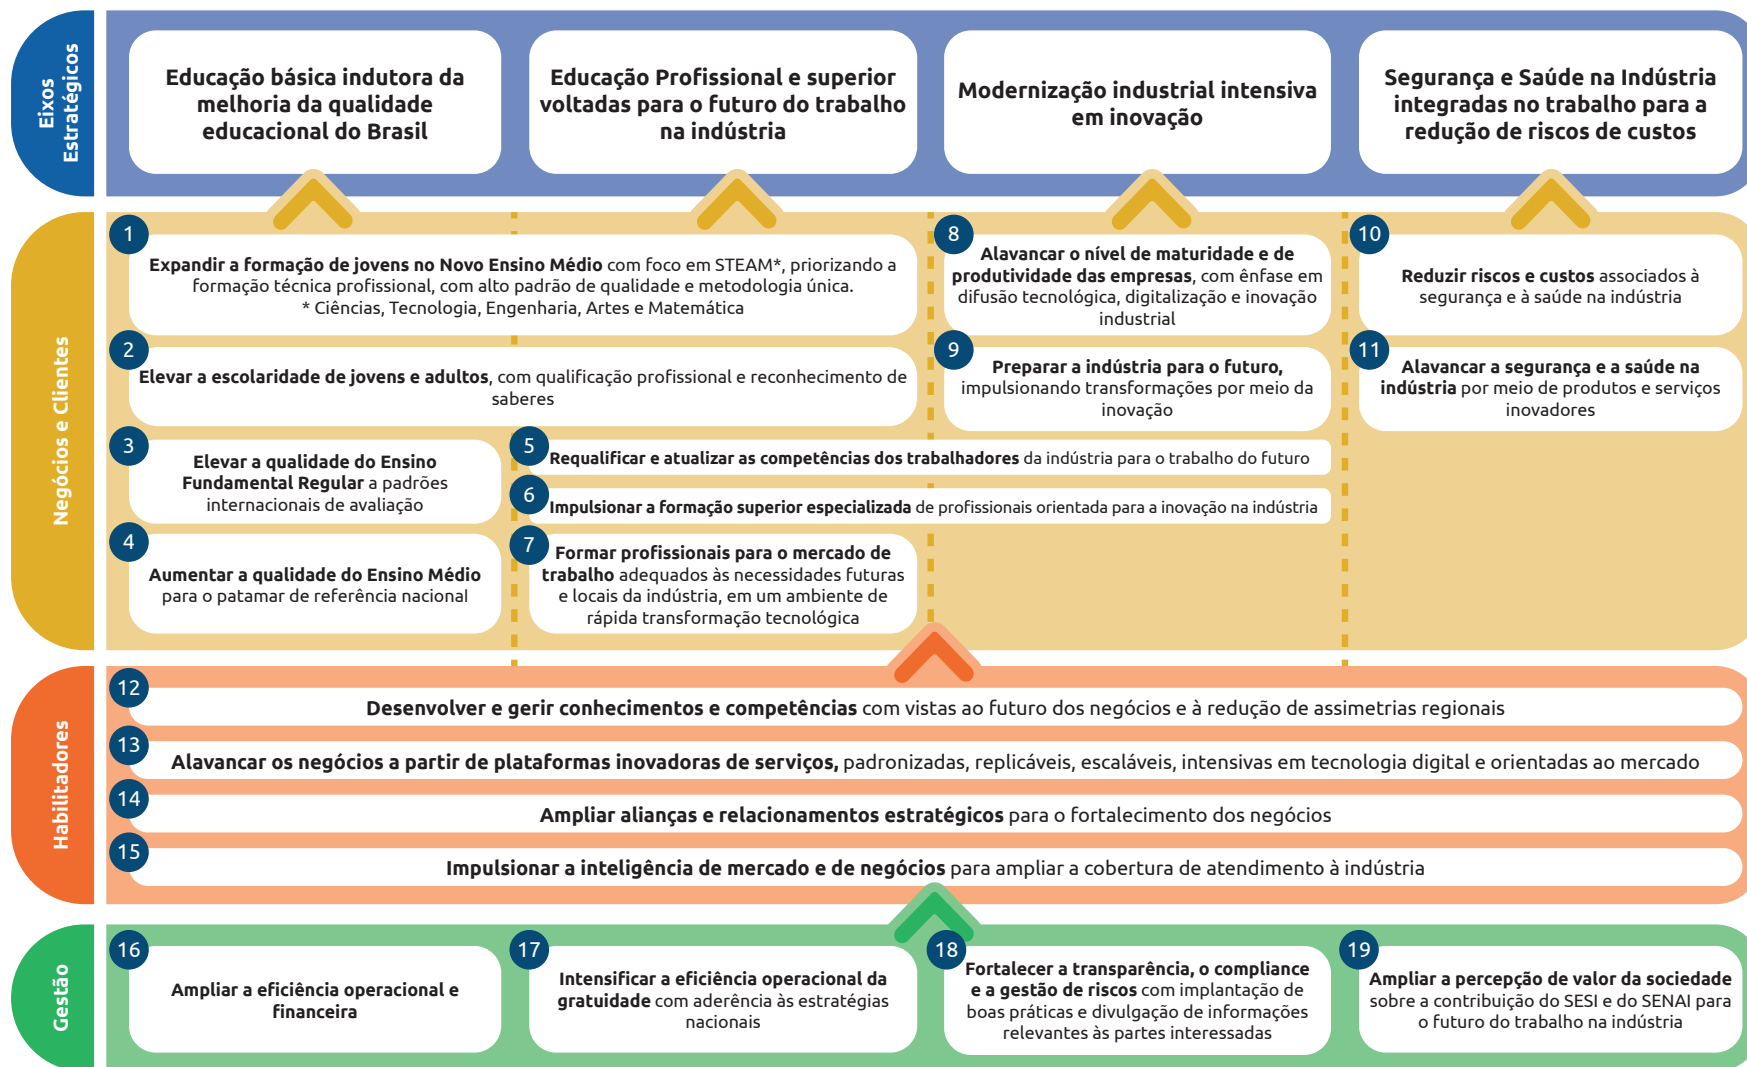 Eixos
Estratégicos
Educação básica indutora da
melhoria da qualidade
educacional do Brasil
Educação Profissional e superior
voltadas para o futuro do trabalho
na indústria
Modernização industrial intensiva
em inovação
Segurança e Saúde na Indústria
integradas no trabalho para a
redução de riscos de custos
Negócios e Clientes
1
Expandir a formação de jovens no Novo Ensino Médio com foco em STEAM*, priorizando a
formação técnica profissional, com alto padrão de qualidade e metodologia única.
* Ciências, Tecnologia, Engenharia, Artes e Matemática
2
Elevar a escolaridade de jovens e adultos, com qualificação profissional e reconhecimento de
saberes
3
Elevar a qualidade do Ensino
Fundamental Regular a padrões
internacionais de avaliação
4
Aumentar a qualidade do Ensino Médio
para o patamar de referência nacional
5
Requalificar e atualizar as competências dos trabalhadores da indústria para o trabalho do futuro
6
Impulsionar a formação superior especializada de profissionais orientada para a inovação na indústria
7
Formar profissionais para o mercado de
trabalho adequados às necessidades futuras
e locais da indústria, em um ambiente de
rápida transformação tecnológica
8
Alavancar o nível de maturidade e de
produtividade das empresas, com ênfase em
difusão tecnológica, digitalização e inovação
industrial
9
Preparar a indústria para o futuro,
impulsionando transformações por meio da
inovação
10
Reduzir riscos e custos associados à
segurança e à saúde na indústria
11
Alavancar a segurança e a saúde na
indústria por meio de produtos e serviços
inovadores
Habilitadores
12
Desenvolver e gerir conhecimentos e competências com vistas ao futuro dos negócios e à redução de assimetrias regionais
13
Alavancar os negócios a partir de plataformas inovadoras de serviços, padronizadas, replicáveis, escaláveis, intensivas em tecnologia digital e orientadas ao mercado
14
Ampliar alianças e relacionamentos estratégicos para o fortalecimento dos negócios
15
Impulsionar a inteligência de mercado e de negócios para ampliar a cobertura de atendimento à indústria
Gestão
16
Ampliar a eficiência operacional e
financeira
17
Intensificar a eficiência operacional da
gratuidade com aderência às estratégias
nacionais
18
Fortalecer a transparência, o compliance
e a gestão de riscos com implantação de
boas práticas e divulgação de informações
relevantes às partes interessadas
19
Ampliar a percepção de valor da sociedade
sobre a contribuição do SESI e do SENAI para
o futuro do trabalho na indústria